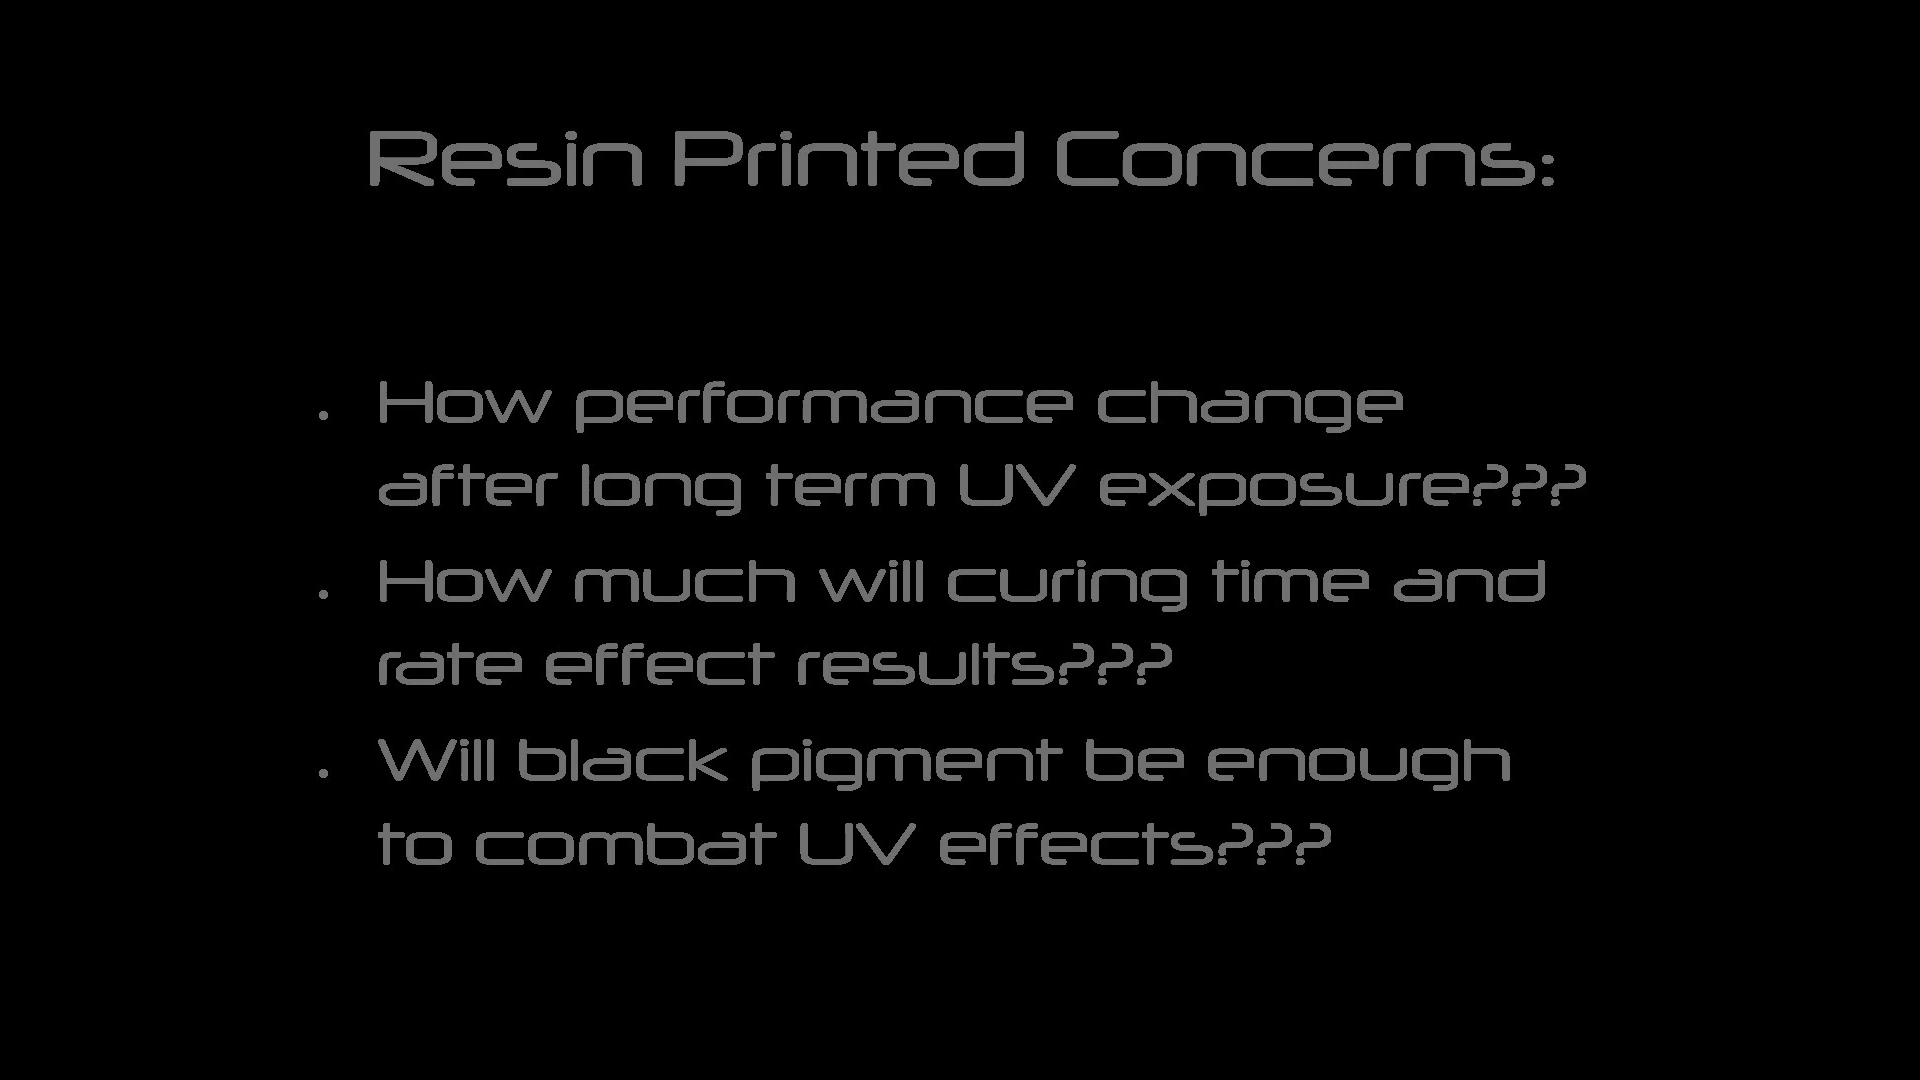 Resin Printed Concerns:
• How performance change
after long term UV exposure???
• How much will curing time and
rate effect results???
• Will black pigment be enough
to combat UV effects???